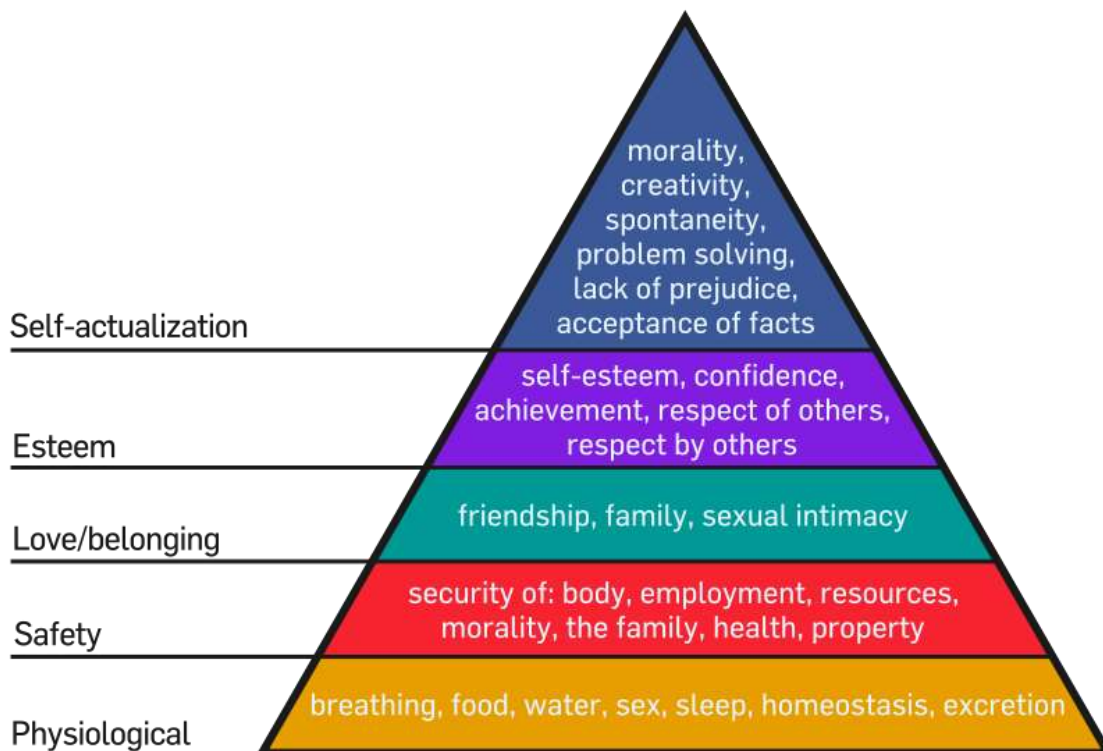 morality,
creativity,
spontaneity,
problem solving,
lack of prejudice,
acceptance of facts
Self-actualization
self-esteem, confidence,
achievement, respect of others,
respect by others
Esteem
friendship, family, sexual intimacy
Love/belonging
security of: body, employment, resources,
morality, the family, health, property
Safety
breathing, food, water, sex, sleep, homeostasis, excretion
Physiological